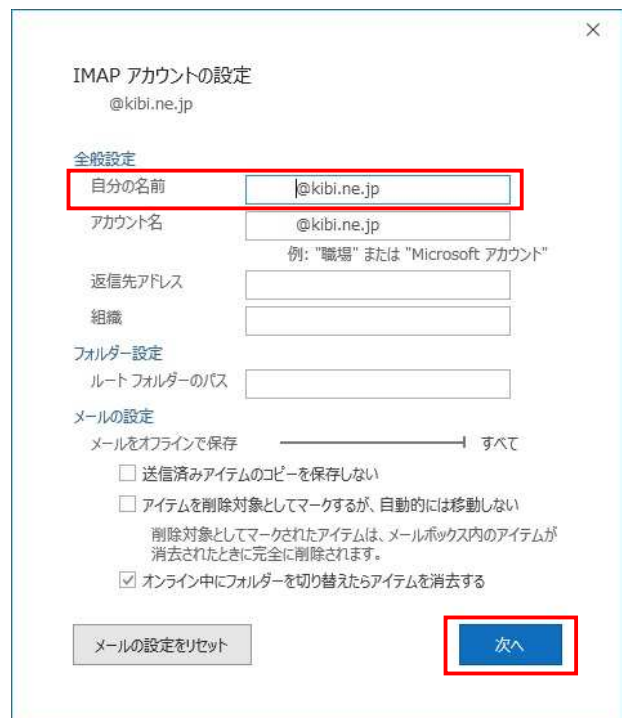 IMAP アカウントの設定
@kibi.ne.jp
全般設定
自分の名前 @kibi.ne.jp
アカウント名 @kibi.ne.jp
例: "職場" または "Microsoft アカウント"
返信先アドレス
組織
フォルダー設定
ルート フォルダーのパス
メールの設定
メールをオフラインで保存 すべて
送信済みアイテムのコピーを保存しない
アイテムを削除対象としてマークするが、自動的には移動しない
削除対象としてマークされたアイテムは、メールボックス内のアイテムが
消去されたときに完全に削除されます。
オンライン中にフォルダーを切り替えたらアイテムを消去する
メールの設定をリセット 次へ